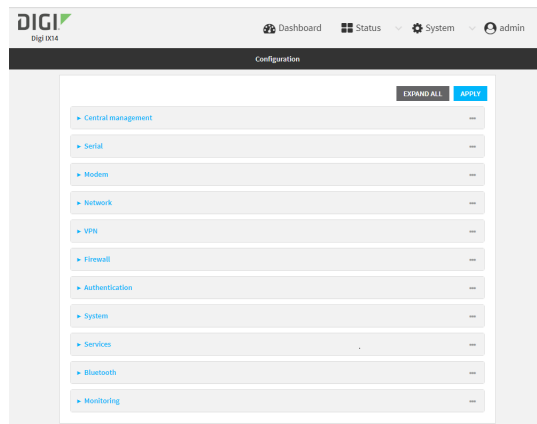 DIGI
Digi IX14
Dashboard Status System admin
Configuration
EXPAND ALL APPLY
Central management
Serial
Modem
Network
VPN
Firewall
Authentication
System
Services
Bluetooth
Monitoring